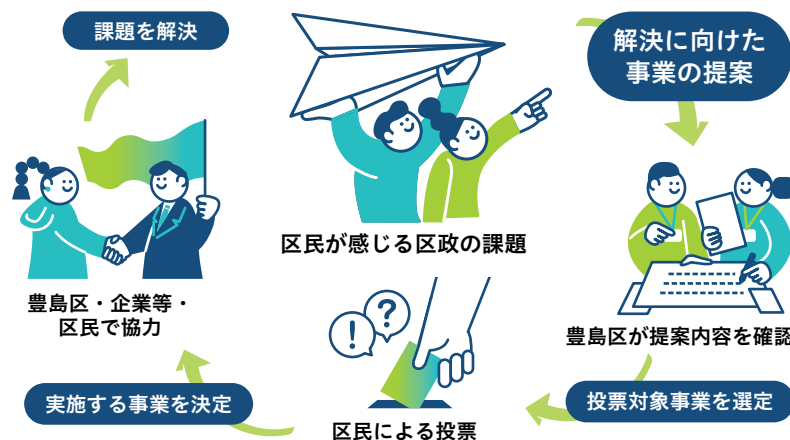 課題を解決
解決に向けた
事業の提案
区民が感じる区政の課題
豊島区が提案内容を確認
投票対象事業を選定
!
?
区民による投票
実施する事業を決定
豊島区・企業等・
区民で協力